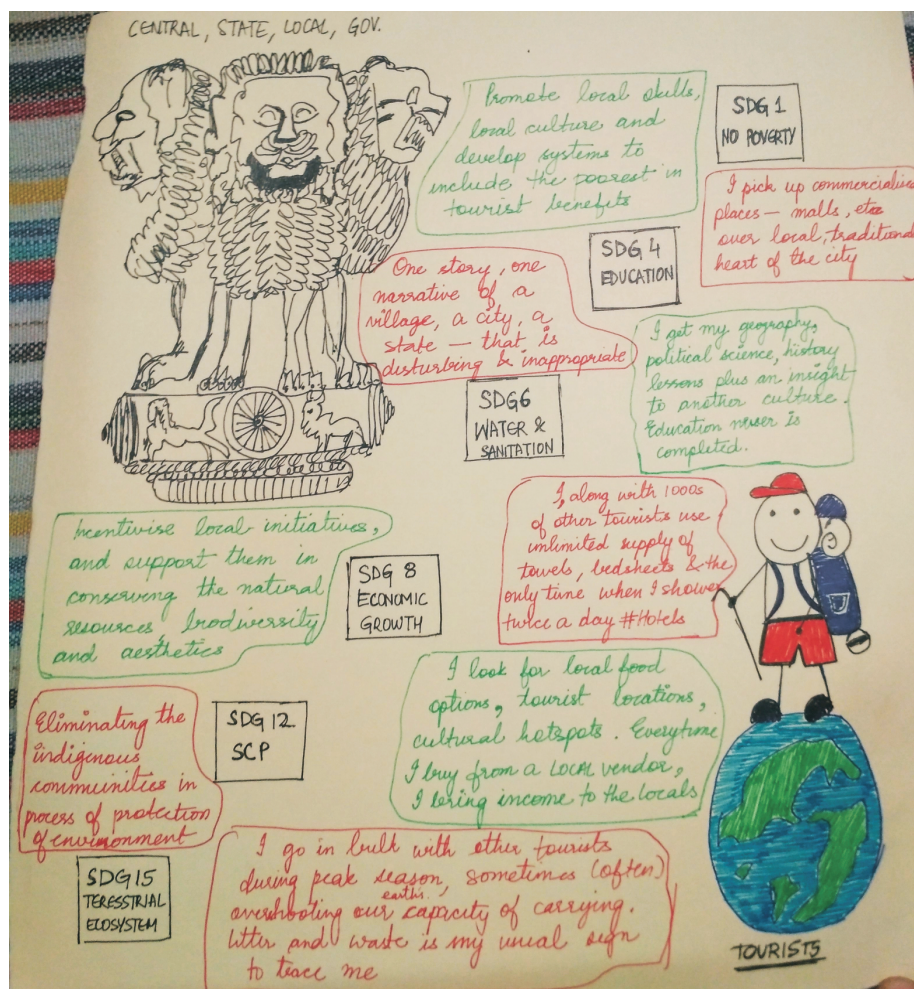 CENTRAL, STATE, LOCAL, GOV.
Promote local skills,
local culture and
develop systems to
include the poorest in
tourist benefits
SDG 1
NO POVERTY
I pick up commercialise
places — malls, etc
over local, traditional
heart of the city
SDG 4
EDUCATION
One story, one
narrative of a
village, a city, a
state — that is
disturbing & inappropriate
I get my geography,
political science, history
lessons plus an insight
to another culture.
Education never is
completed.
SDG6
WATER &
SANITATION
I, along with 1000s
of other tourists use
unlimited supply of
towels, bedsheets & the
only time when I shower
twice a day #Hotels
Incentivise local initiatives,
and support them in
conserving the natural
resources, biodiversity
and aesthetics
SDG 8
ECONOMIC
GROWTH
I look for local food
options, tourist locations,
cultural hotspots. Everytime
I buy from a LOCAL vendor,
I bring income to the locals
Eliminating the
indigenous
communities in
process of protection
of environment
SDG 12
SCP
I go in bulk with other tourists
during peak season, sometimes (often)
overshooting our earth's capacity of carrying.
Litter and waste is my usual sign
to trace me
SDG 15
TERESSTRIAL
ECOSYSTEM
TOURISTS